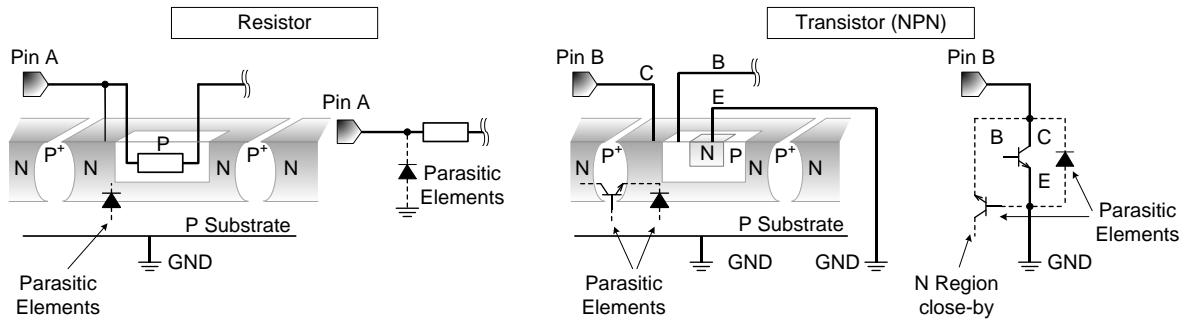 Resistor
Transistor (NPN)
Pin A
Pin B
B
Pin B
C
E
Pin A
P
N P+ N N P+ N
N P+ N N P P+ N
B C
E
Parasitic
Elements
P Substrate
P Substrate
Parasitic
Elements
GND
GND
GND
GND
Parasitic
Elements
Parasitic
Elements
N Region
close-by